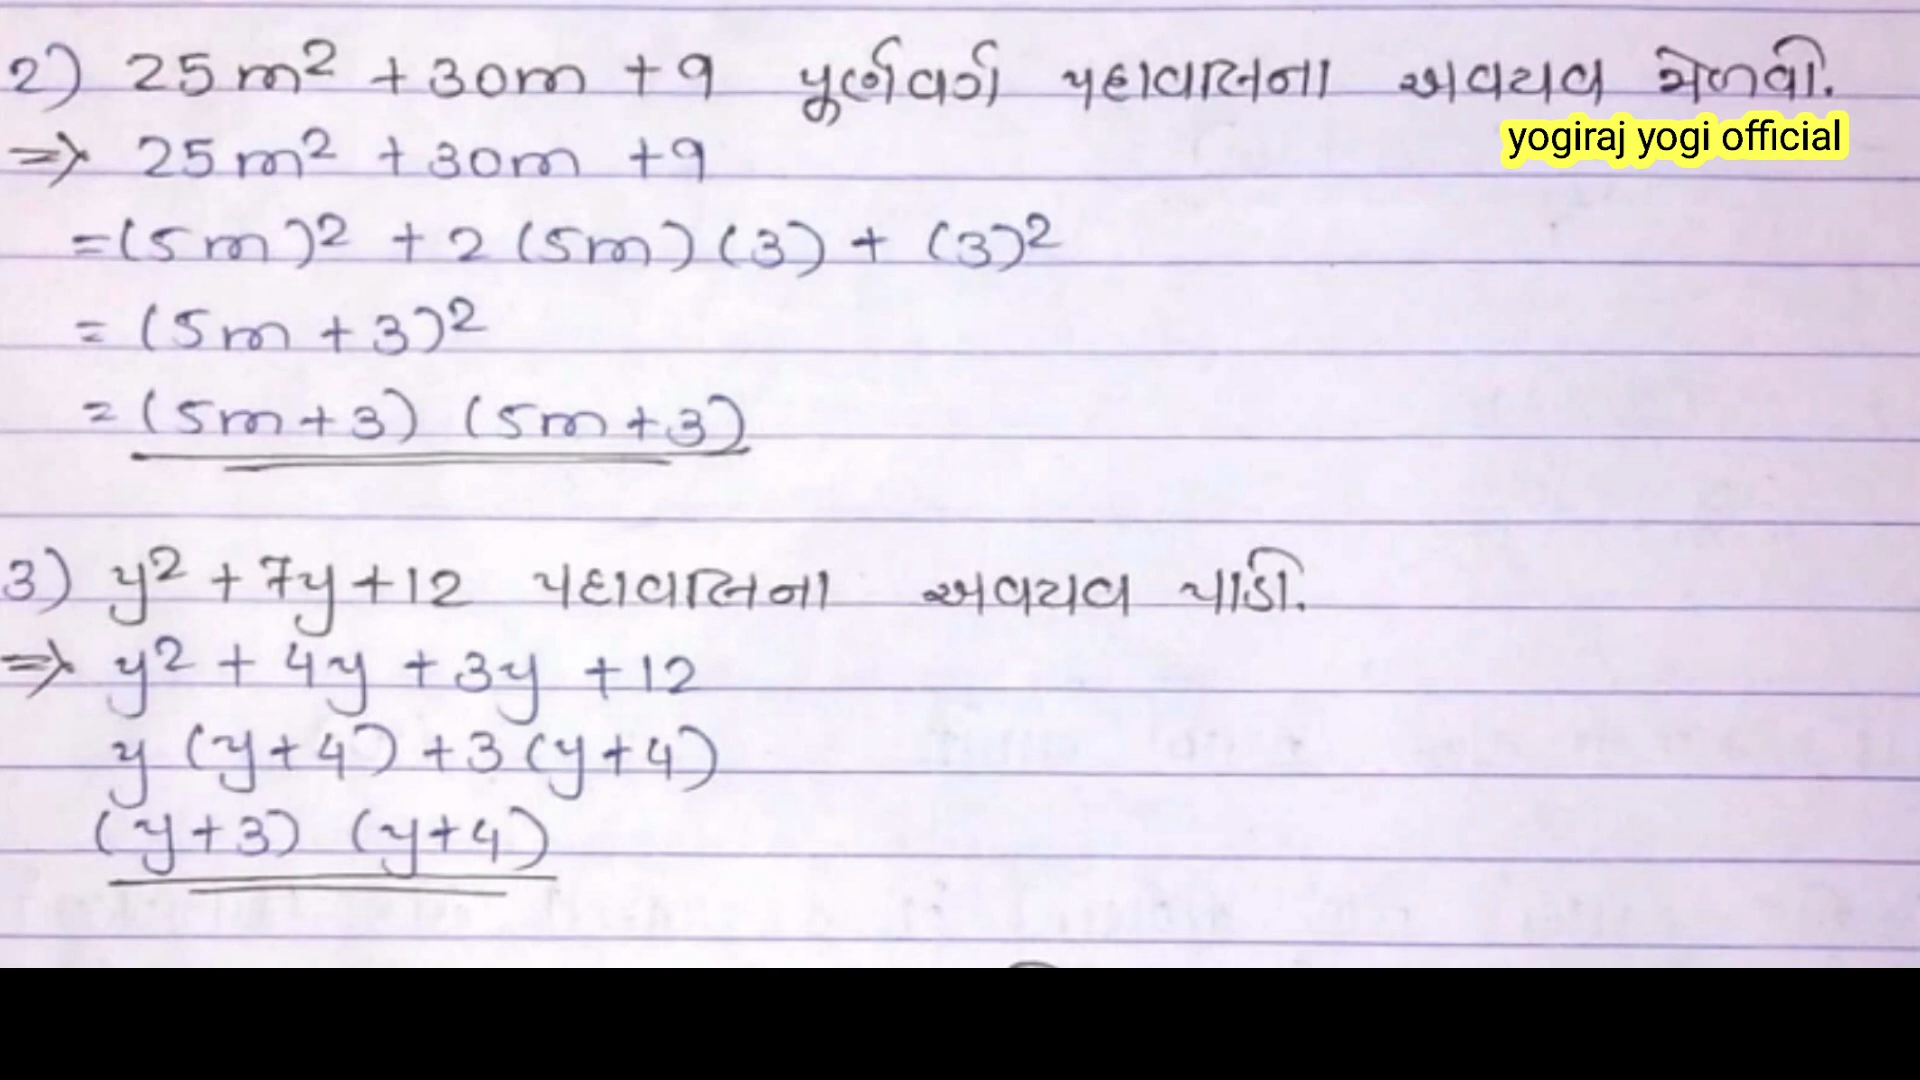 2) 25m² + 30m + 9 પૂર્ણવર્ગ પદાવલિના અવયવ મેળવો.
yogiraj yogi official
⇒ 25m² + 30m + 9
= (5m)² + 2 (5m) (3) + (3)²
= (5m + 3)²
= (5m + 3) (5m + 3)
3) y² + 7y + 12 પદાવલિના અવયવ પાડો.
⇒ y² + 4y + 3y + 12
y (y + 4) + 3 (y + 4)
(y + 3) (y + 4)